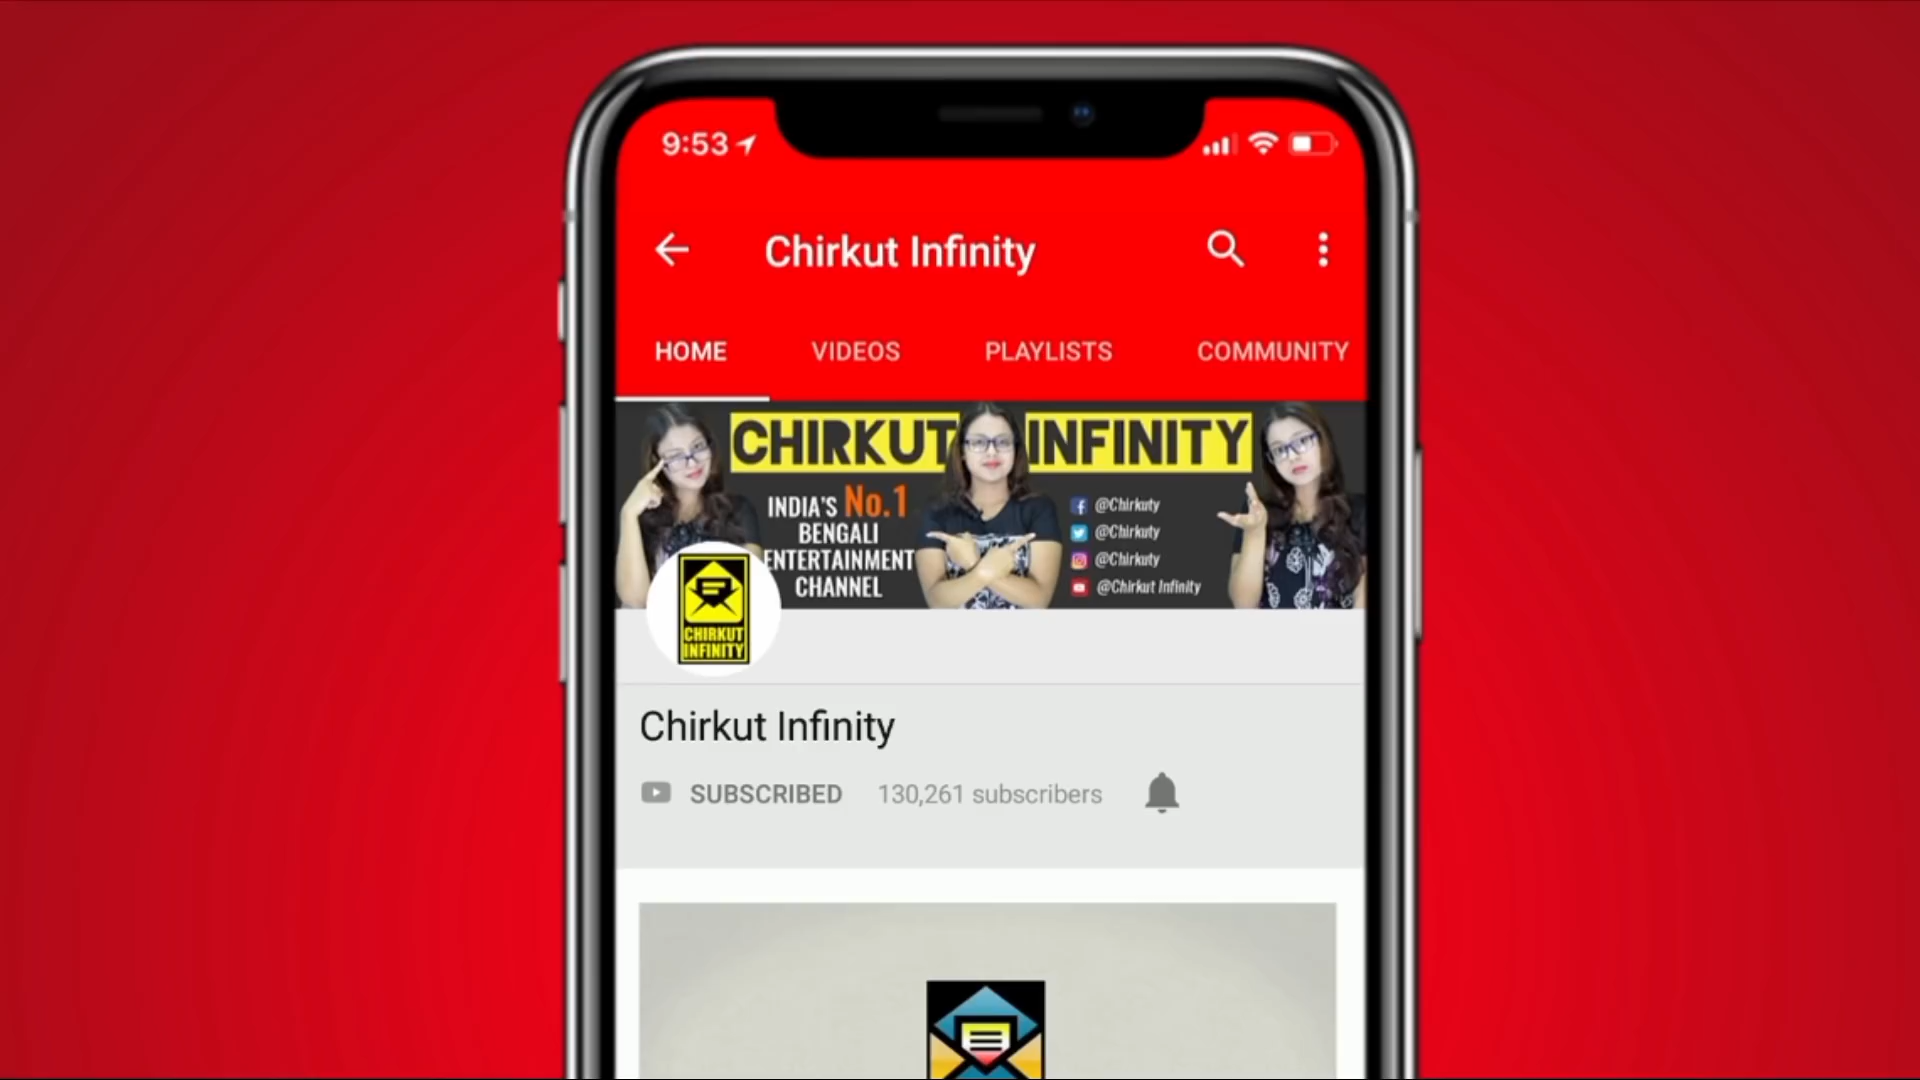 9:53
Chirkut Infinity
HOME VIDEOS PLAYLISTS COMMUNITY
CHIRKUT INFINITY
INDIA'S No.1
BENGALI
ENTERTAINMENT
CHANNEL
@Chirkuty
@Chirkuty
@Chirkuty
@Chirkut Infinity
CHIRKUT
INFINITY
Chirkut Infinity
SUBSCRIBED 130,261 subscribers